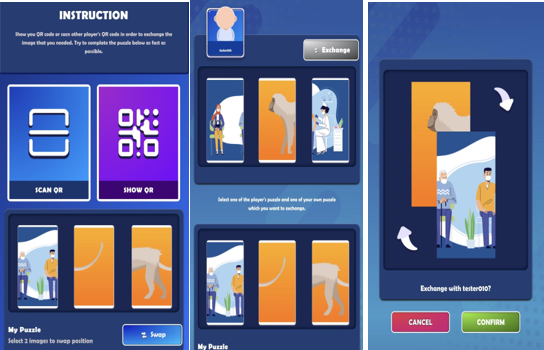 INSTRUCTION
Show you QR code or scan other player's QR code in order to exchange the
image that you needed. Try to complete the puzzle below as fast as
possible.
SCAN QR
SHOW QR
My Puzzle
Select 2 images to swap position
Swap
tester010
Exchange
Select one of the player's puzzle and one of your own puzzle
which you want to exchange.
My Puzzle
Exchange with tester010?
CANCEL
CONFIRM